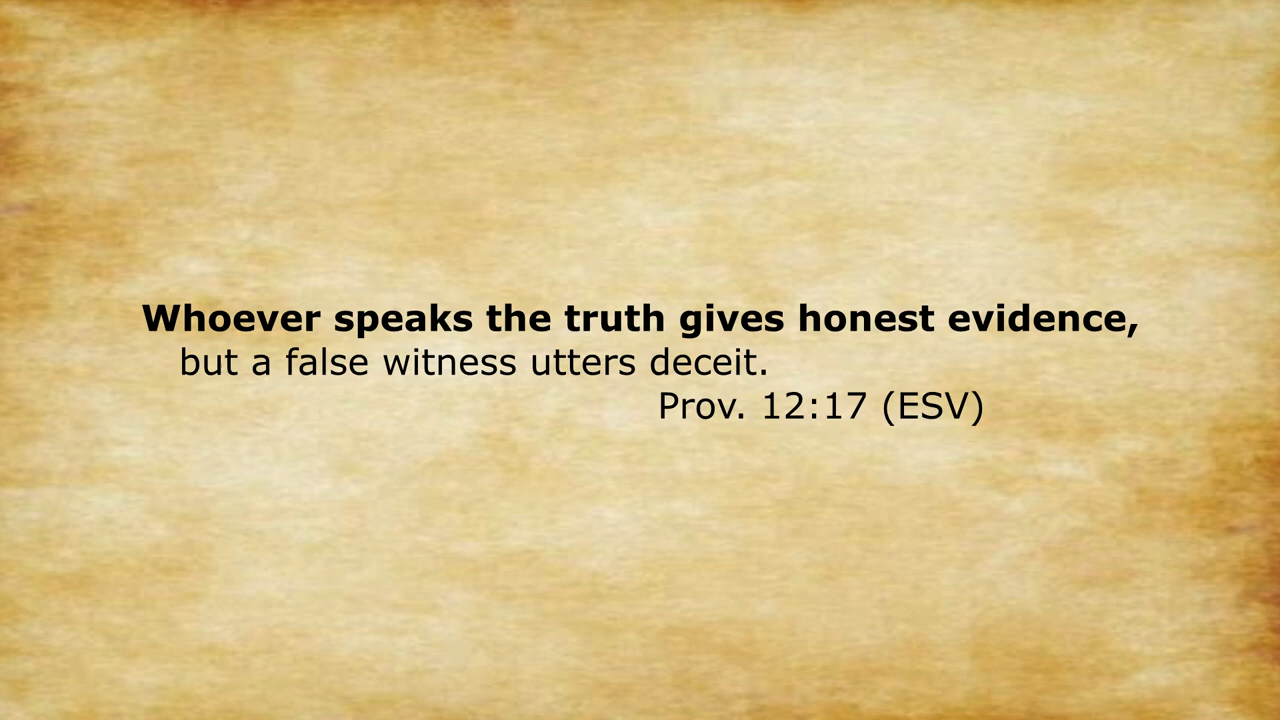 Whoever speaks the truth gives honest evidence,
but a false witness utters deceit.
Prov. 12:17 (ESV)